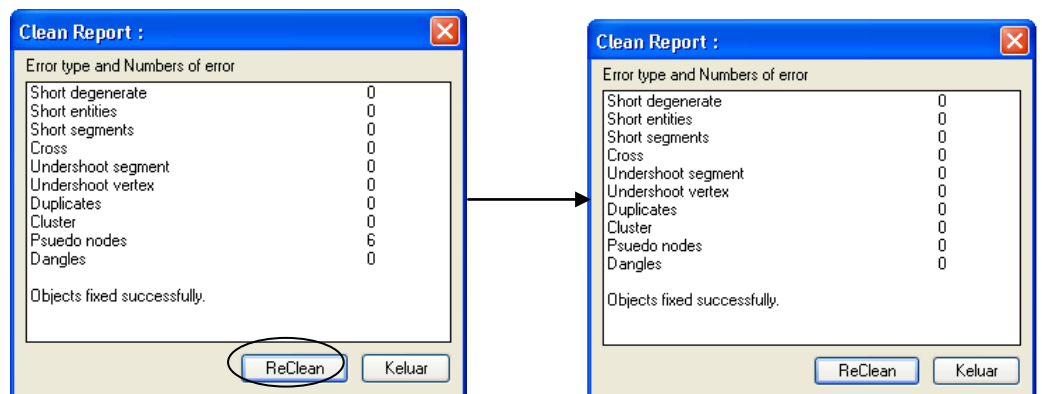 Clean Report :
Error type and Numbers of error
Short degenerate 0
Short entities 0
Short segments 0
Cross 0
Undershoot segment 0
Undershoot vertex 0
Duplicates 0
Cluster 0
Psuedo nodes 6
Dangles 0
Objects fixed successfully.
ReClean Keluar
Clean Report :
Error type and Numbers of error
Short degenerate 0
Short entities 0
Short segments 0
Cross 0
Undershoot segment 0
Undershoot vertex 0
Duplicates 0
Cluster 0
Psuedo nodes 0
Dangles 0
Objects fixed successfully.
ReClean Keluar